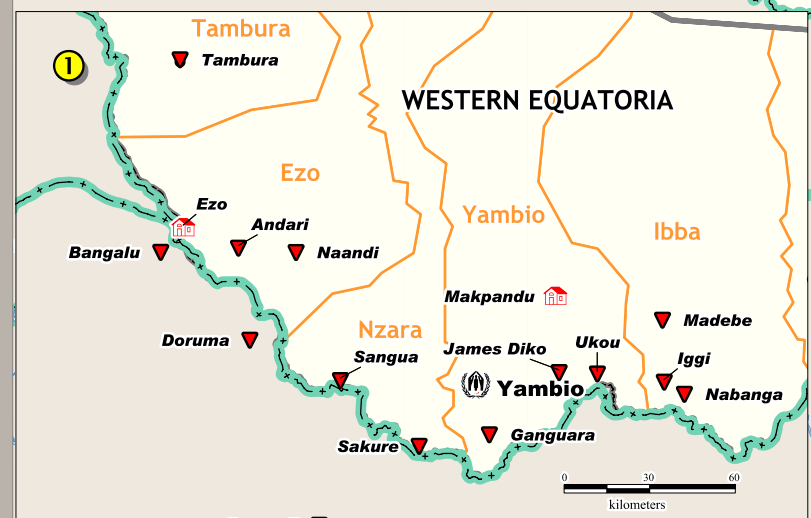 Tambura
1
Tambura
WESTERN EQUATORIA
Ezo
Ezo
Andari
Yambio
Ibba
Bangalu
Naandi
Makpandu
Madebe
Nzara
Doruma
James Diko
Ukou
Sangua
Iggi
Yambio
Nabanga
Sakure
Ganguara
0 30 60
kilometers